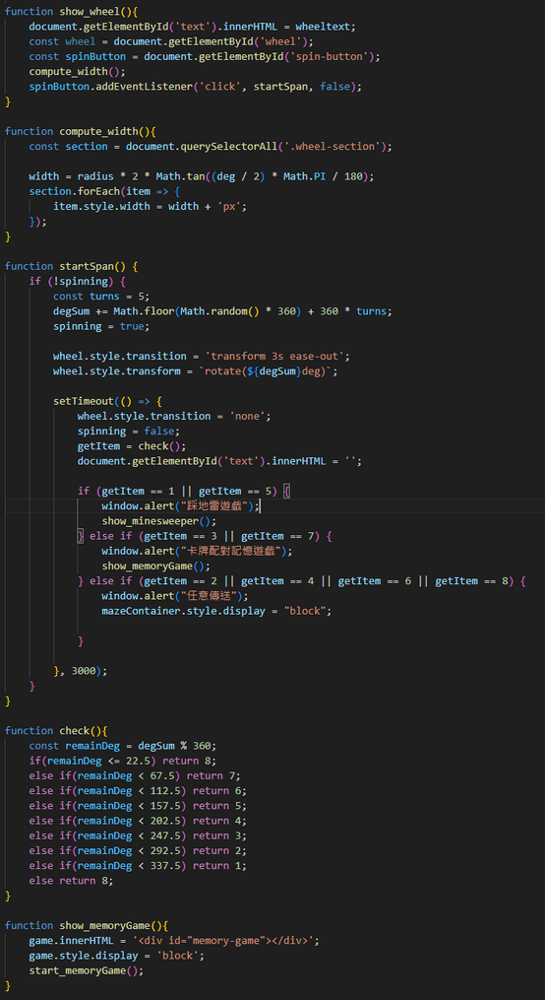 function show_wheel(){
    document.getElementById('text').innerHTML = wheeltext;
    const wheel = document.getElementById('wheel');
    const spinButton = document.getElementById('spin-button');
    compute_width();
    spinButton.addEventListener('click', startSpan, false);
}

function compute_width(){
    const section = document.querySelectorAll('.wheel-section');

    width = radius * 2 * Math.tan((deg / 2) * Math.PI / 180);
    section.forEach(item => {
        item.style.width = width + 'px';
    });
}

function startSpan() {
    if (!spinning) {
        const turns = 5;
        degSum += Math.floor(Math.random() * 360) + 360 * turns;
        spinning = true;

        wheel.style.transition = 'transform 3s ease-out';
        wheel.style.transform = `rotate(${degSum}deg)`;

        setTimeout(() => {
            wheel.style.transition = 'none';
            spinning = false;
            getItem = check();
            document.getElementById('text').innerHTML = '';

            if (getItem == 1 || getItem == 5) {
                window.alert("踩地雷遊戲");
                show_minesweeper();
            } else if (getItem == 3 || getItem == 7) {
                window.alert("卡牌配對記憶遊戲");
                show_memoryGame();
            } else if (getItem == 2 || getItem == 4 || getItem == 6 || getItem == 8) {
                window.alert("任意傳送");
                mazeContainer.style.display = "block";

            }

        }, 3000);
    }
}

function check(){
    const remainDeg = degSum % 360;
    if(remainDeg <= 22.5) return 8;
    else if(remainDeg < 67.5) return 7;
    else if(remainDeg < 112.5) return 6;
    else if(remainDeg < 157.5) return 5;
    else if(remainDeg < 202.5) return 4;
    else if(remainDeg < 247.5) return 3;
    else if(remainDeg < 292.5) return 2;
    else if(remainDeg < 337.5) return 1;
    else return 8;
}

function show_memoryGame(){
    game.innerHTML = '<div id="memory-game"></div>';
    game.style.display = 'block';
    start_memoryGame();
}